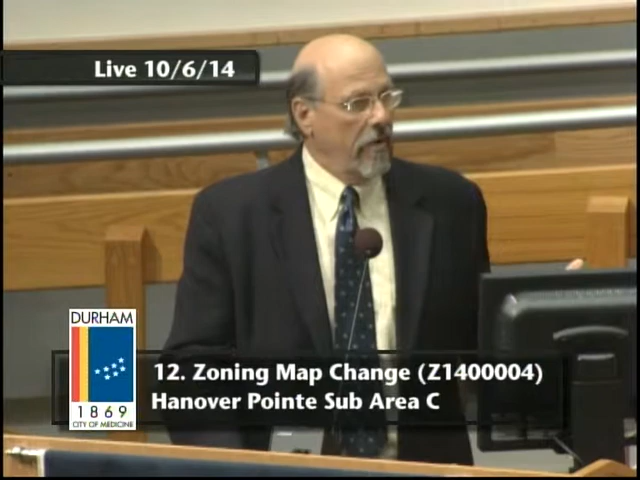 Live 10/6/14
DURHAM
1869
CITY OF MEDICINE
12. Zoning Map Change (Z1400004)
Hanover Pointe Sub Area C